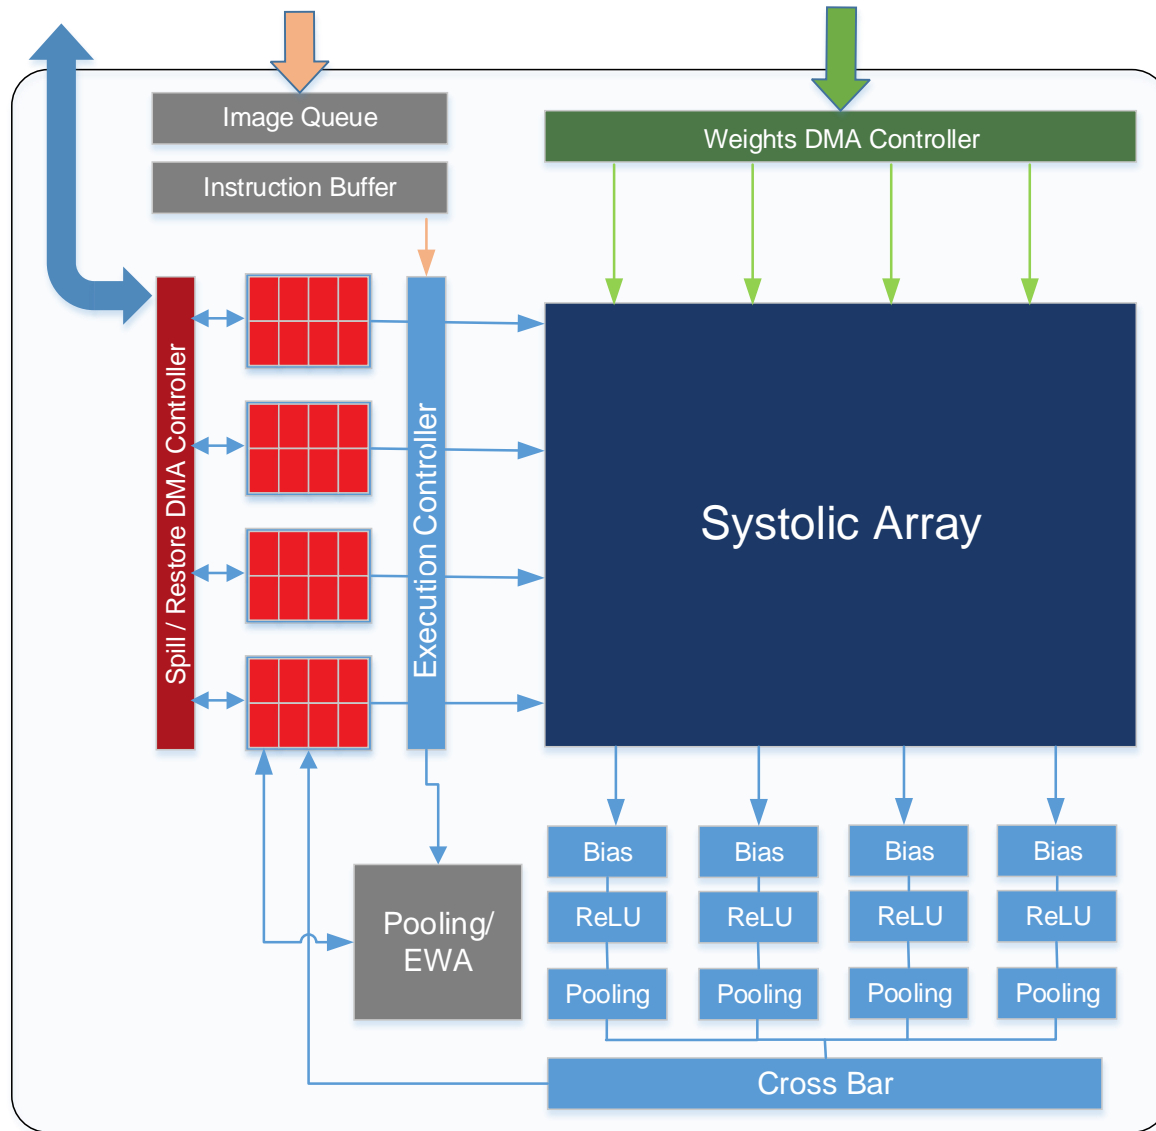 Image Queue
Weights DMA Controller
Instruction Buffer
Spill / Restore DMA Controller
Execution Controller
Systolic Array
Bias
Bias
Bias
Bias
ReLU
ReLU
ReLU
ReLU
Pooling/
EWA
Pooling
Pooling
Pooling
Pooling
Cross Bar